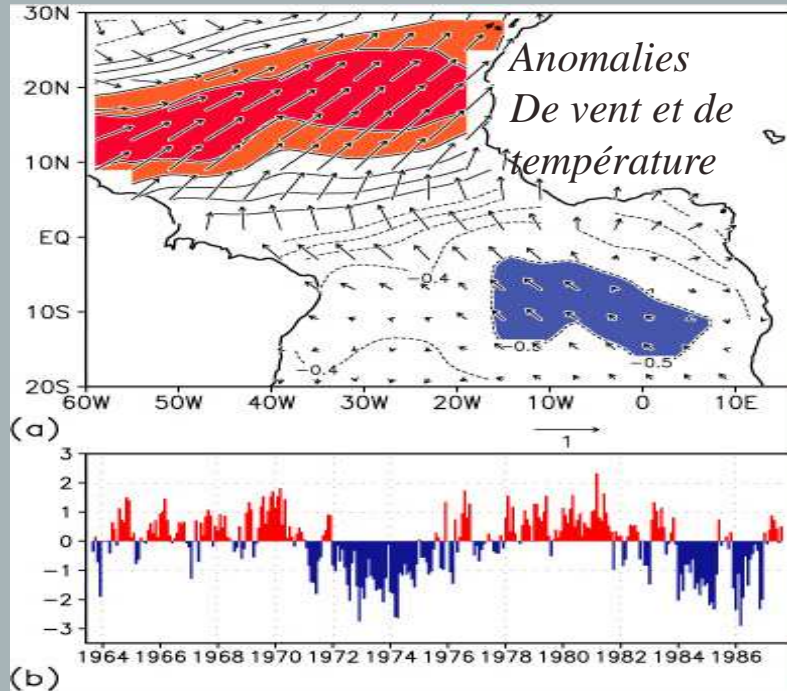 30N
20N
10N
EQ
10S
20S
Anomalies
De vent et de
température
-0.4
-0.4
-0.5
-0.5
60W 50W 40W 30W 20W 10W 0 10E
(a)
1
3
2
1
0
-1
-2
-3
1964 1966 1968 1970 1972 1974 1976 1978 1980 1982 1984 1986
(b)